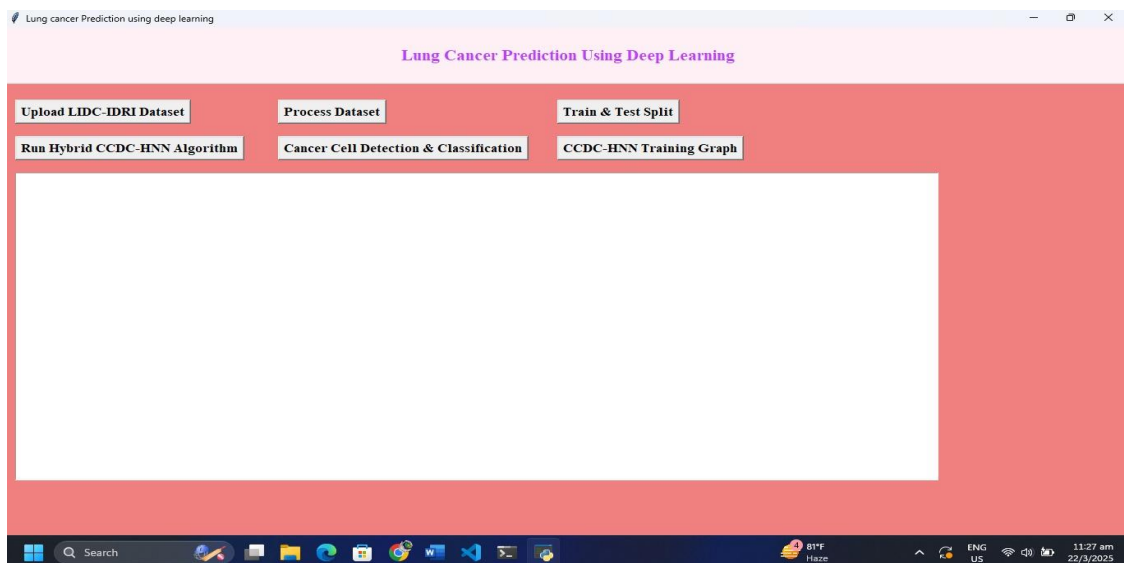 Lung cancer Prediction using deep learning
Lung Cancer Prediction Using Deep Learning
Upload LIDC-IDRI Dataset Process Dataset Train & Test Split
Run Hybrid CCDC-HNN Algorithm Cancer Cell Detection & Classification CCDC-HNN Training Graph
Search 4 81°F ENG 11:27 am
Haze US 22/3/2025